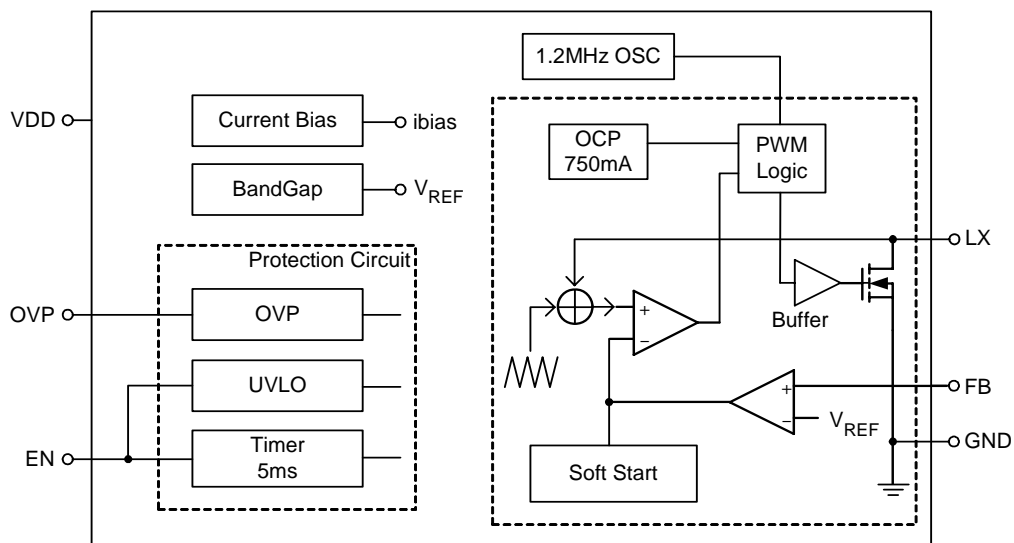 1.2MHz OSC
VDD
Current Bias
ibias
OCP
750mA
PWM
Logic
BandGap
VREF
LX
Protection Circuit
OVP
OVP
+
−
Buffer
UVLO
+
−
VREF
FB
EN
Timer
5ms
Soft Start
GND